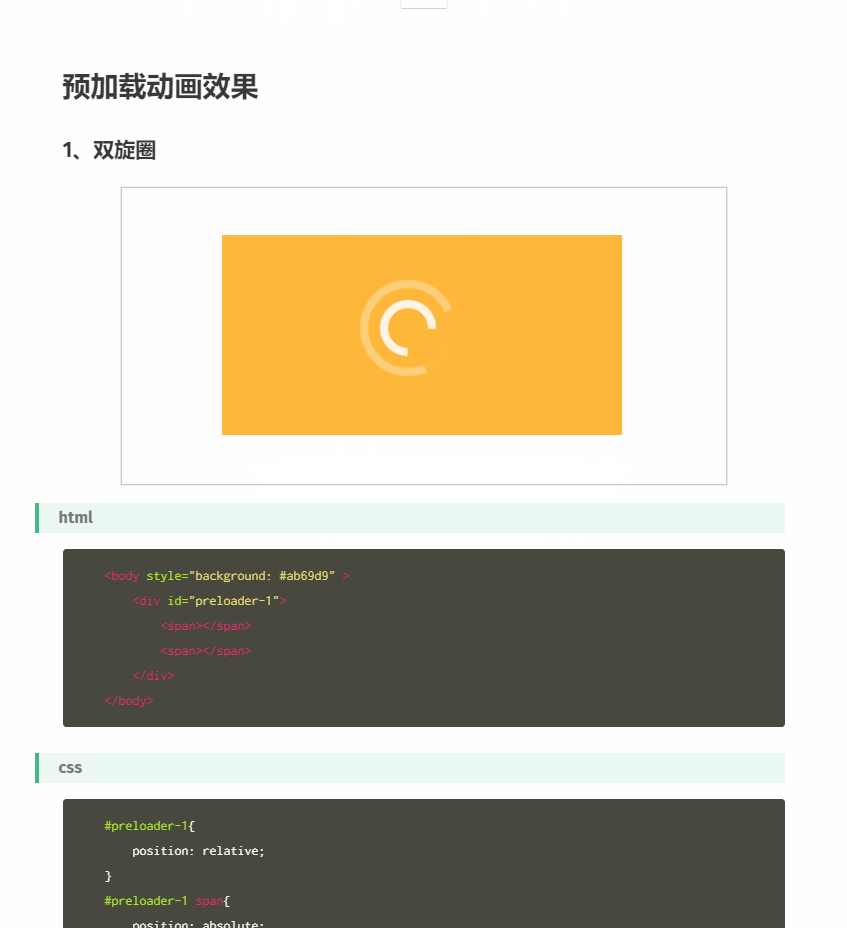 预加载动画效果
1、双旋圈
html
<body style="background: #ab69d9" >
<div id="preloader-1">
<span></span>
<span></span>
</div>
</body>
css
#preloader-1{
position: relative;
}
#preloader-1 span{
position: absolute;